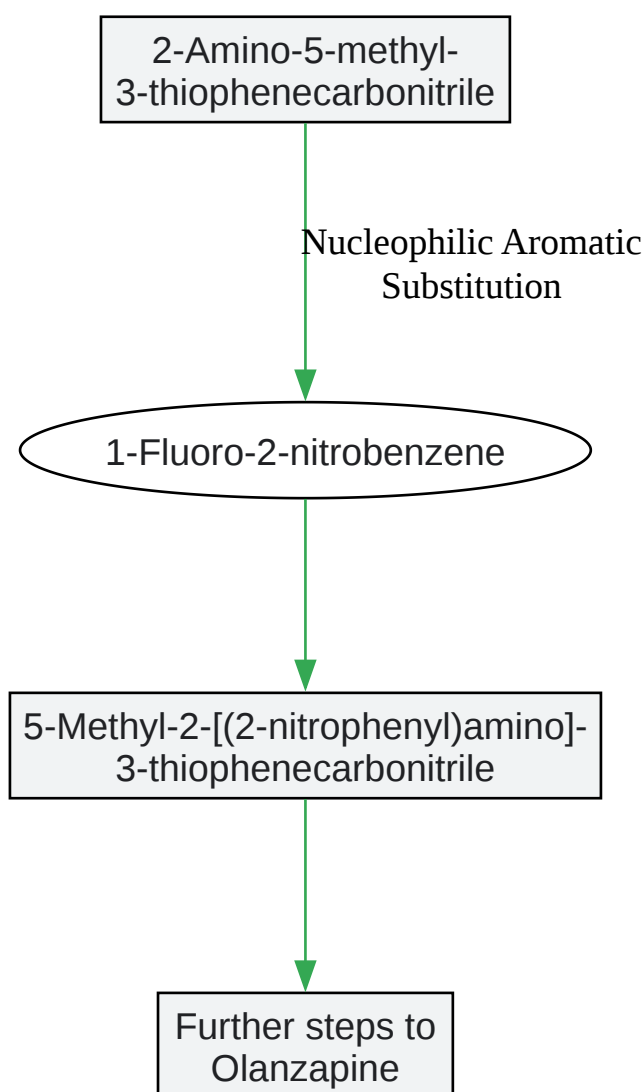 2-Amino-5-methyl-
3-thiophenecarbonitrile
Nucleophilic Aromatic
Substitution
1-Fluoro-2-nitrobenzene
5-Methyl-2-[(2-nitrophenyl)amino]-
3-thiophenecarbonitrile
Further steps to
Olanzapine